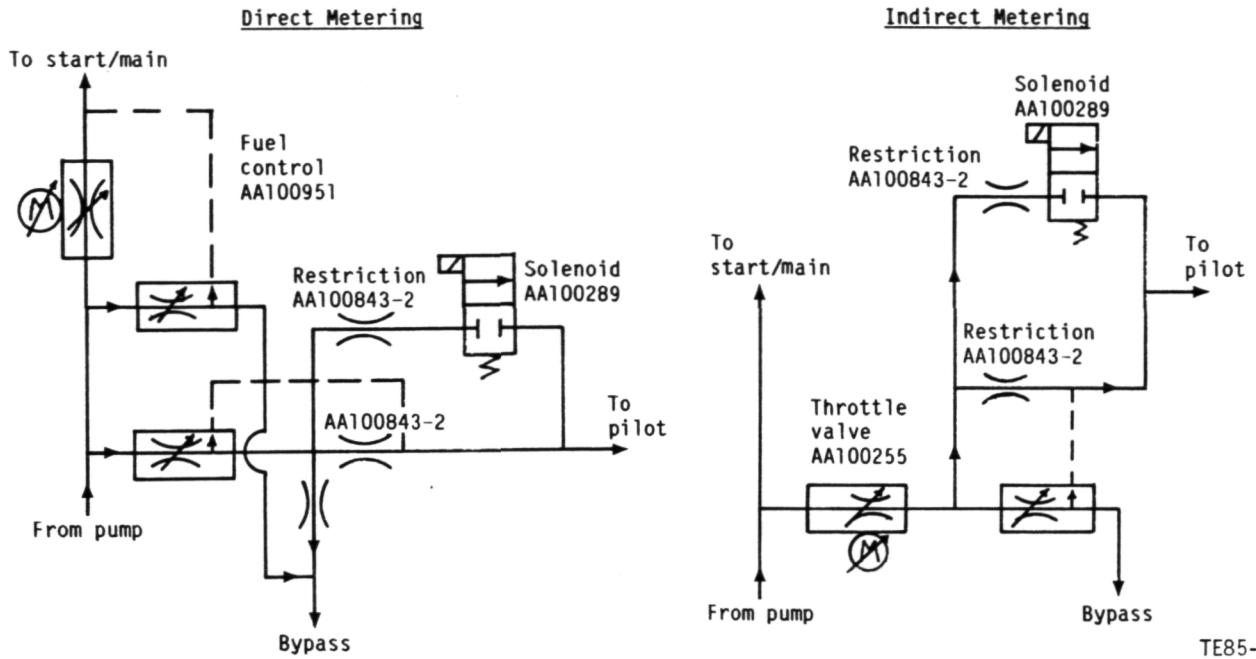 Direct Metering
To start/main
Fuel
control
AA100951
M
Restriction
AA100843-2
Solenoid
AA100289
AA100843-2
To
pilot
From pump
Bypass
Indirect Metering
Solenoid
AA100289
Restriction
AA100843-2
To
start/main
To
pilot
Restriction
AA100843-2
Throttle
valve
AA100255
M
From pump
Bypass
TE85-